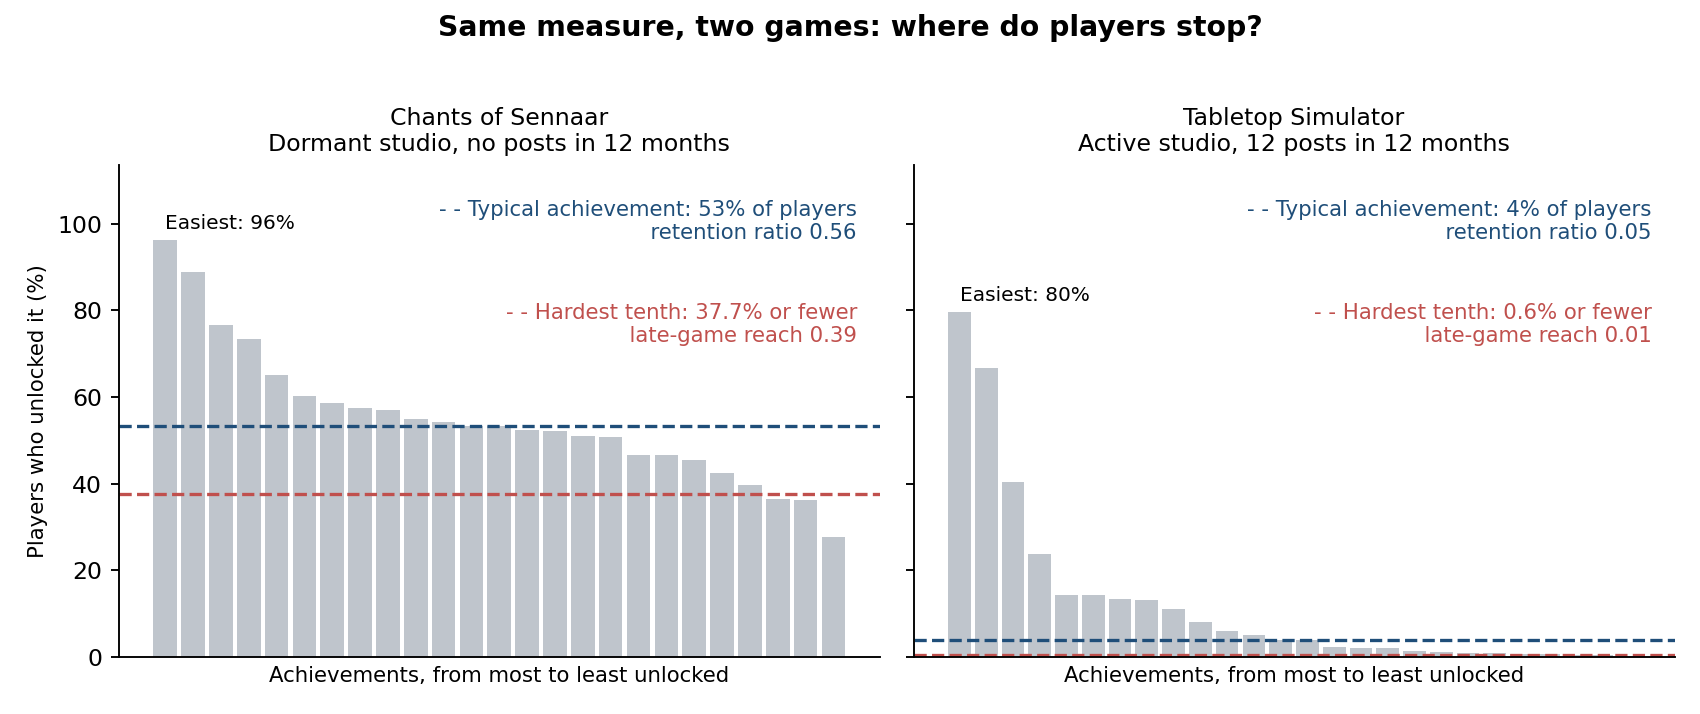 Same measure, two games: where do players stop?
Chants of Sennaar
Dormant studio, no posts in 12 months
Players who unlocked it (%)
100
80
60
40
20
0
Easiest: 96%
- - Typical achievement: 53% of players
retention ratio 0.56
- - Hardest tenth: 37.7% or fewer
late-game reach 0.39
Achievements, from most to least unlocked
Tabletop Simulator
Active studio, 12 posts in 12 months
Easiest: 80%
- - Typical achievement: 4% of players
retention ratio 0.05
- - Hardest tenth: 0.6% or fewer
late-game reach 0.01
Achievements, from most to least unlocked